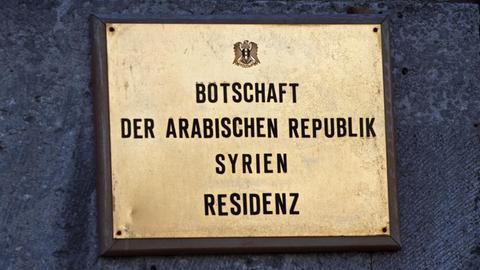 BOTSCHAFT
DER ARABISCHEN REPUBLIK
SYRIEN
RESIDENZ